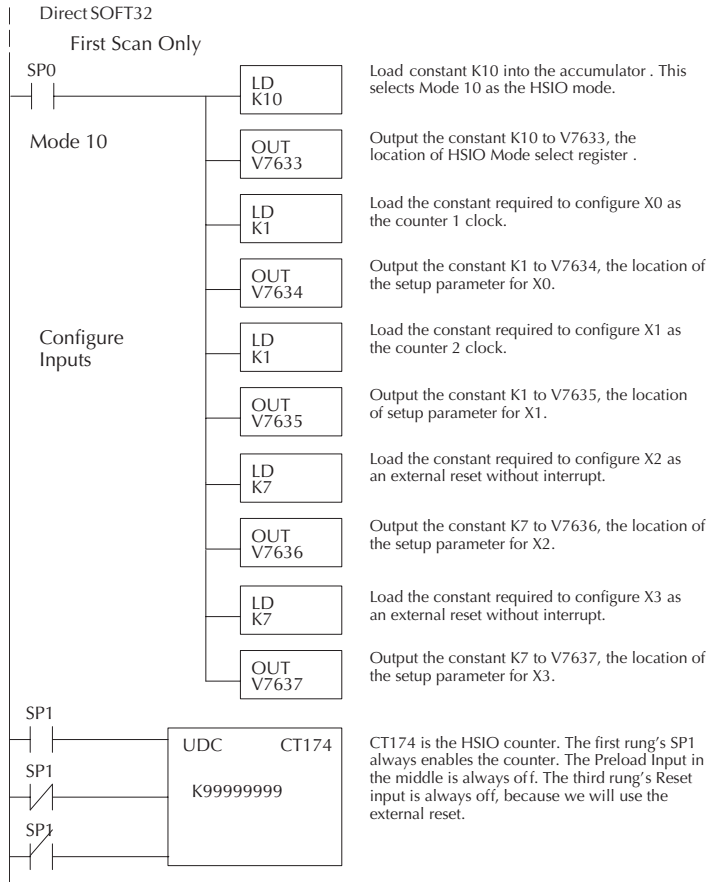 DirectSOFT32
First Scan Only
SP0
LD
K10
Load constant K10 into the accumulator . This
selects Mode 10 as the HSIO mode.
Mode 10
OUT
V7633
Output the constant K10 to V7633, the
location of HSIO Mode select register .
LD
K1
Load the constant required to configure X0 as
the counter 1 clock.
OUT
V7634
Output the constant K1 to V7634, the location of
the setup parameter for X0.
Configure
Inputs
LD
K1
Load the constant required to configure X1 as
the counter 2 clock.
OUT
V7635
Output the constant K1 to V7635, the location
of setup parameter for X1.
LD
K7
Load the constant required to configure X2 as
an external reset without interrupt.
OUT
V7636
Output the constant K7 to V7636, the location of
the setup parameter for X2.
LD
K7
Load the constant required to configure X3 as
an external reset without interrupt.
OUT
V7637
Output the constant K7 to V7637, the location of
the setup parameter for X3.
SP1
UDC CT174
SP1
K99999999
SP1
CT174 is the HSIO counter. The first rung's SP1
always enables the counter. The Preload Input in
the middle is always off. The third rung's Reset
input is always off, because we will use the
external reset.